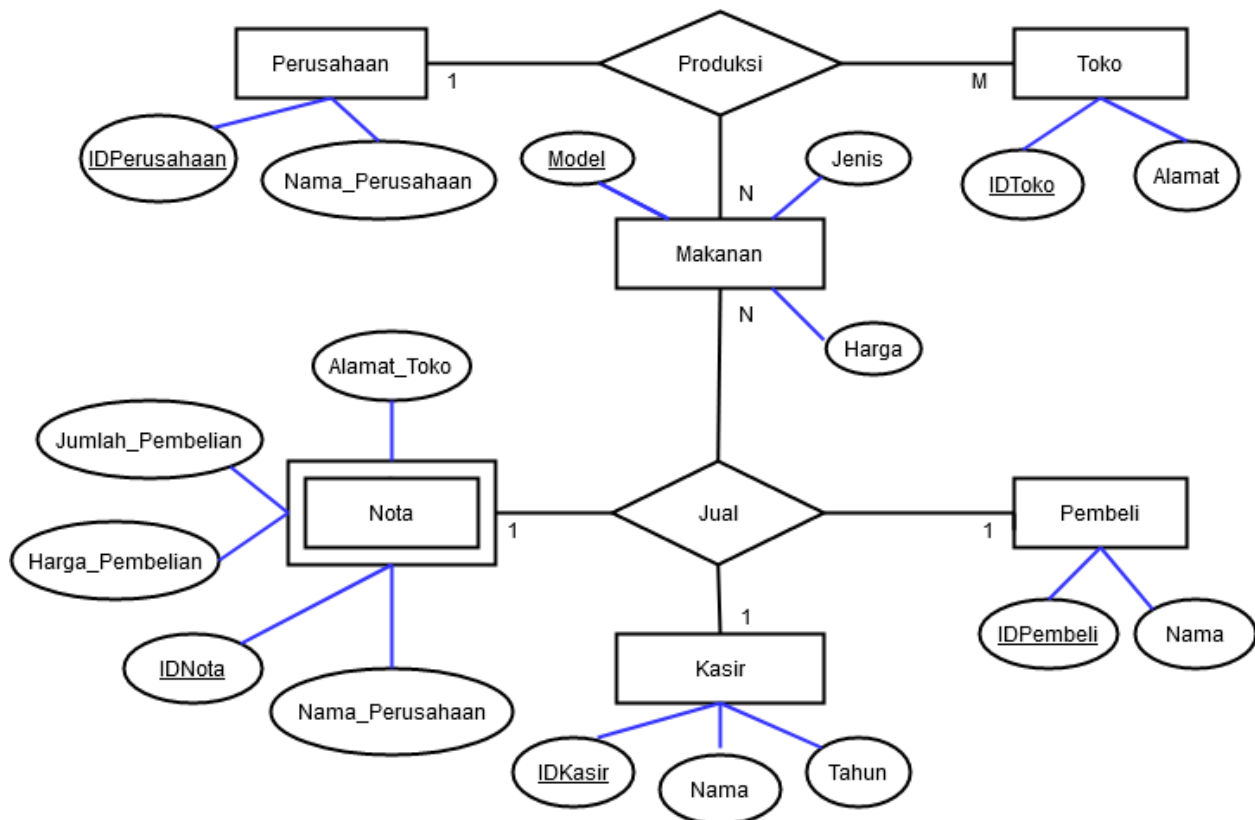 Perusahaan
1
Produksi
M
Toko
IDPerusahaan
Nama_Perusahaan
Model
Jenis
IDToko
Alamat
N
Makanan
N
Harga
Alamat_Toko
Jumlah_Pembelian
Nota
1
Jual
1
Pembeli
Harga_Pembelian
1
IDNota
Nama_Perusahaan
Kasir
IDPembeli
Nama
IDKasir
Nama
Tahun